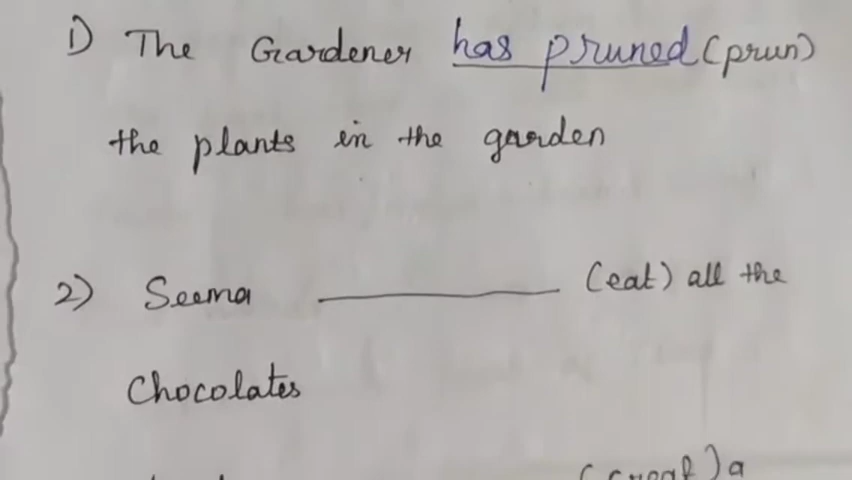 1) The Gardener has pruned (prun)
the plants in the garden
2) Seema ____________ (eat) all the
Chocolates
a